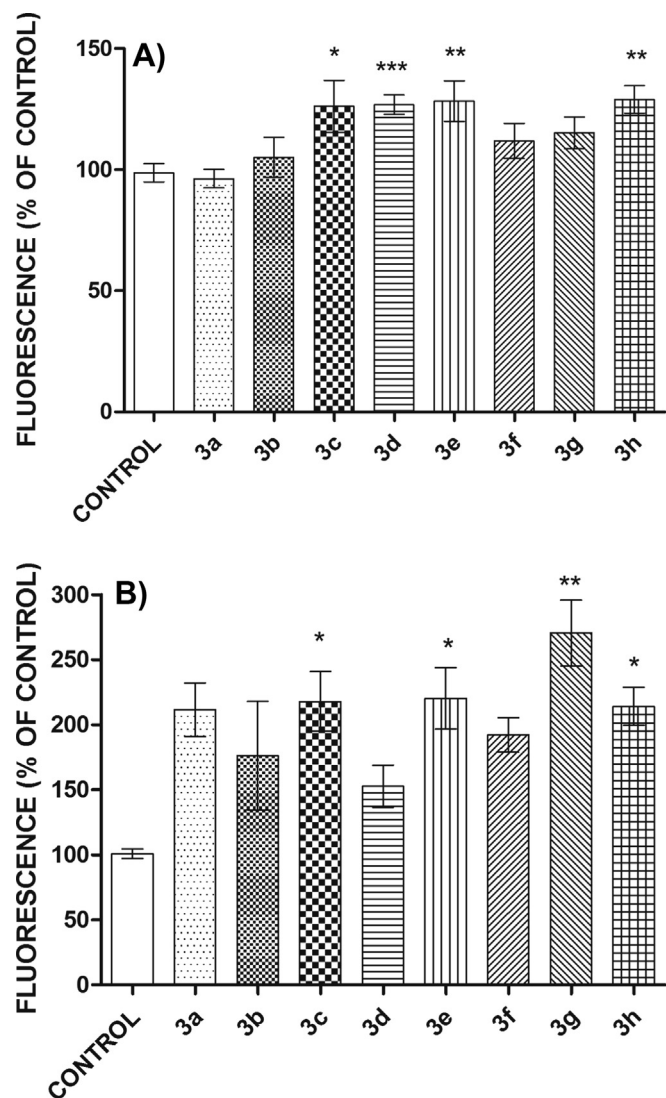 A)
FLUORESCENCE (% OF CONTROL)
150
100
50
0
* *** ** **
CONTROL 3a 3b 3c 3d 3e 3f 3g 3h
B)
FLUORESCENCE (% OF CONTROL)
300
250
200
150
100
50
0
* * ** *
CONTROL 3a 3b 3c 3d 3e 3f 3g 3h